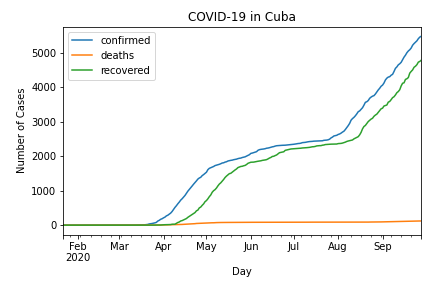 COVID-19 in Cuba
confirmed
deaths
recovered
Number of Cases
5000
4000
3000
2000
1000
0
Feb Mar Apr May Jun Jul Aug Sep
2020
Day